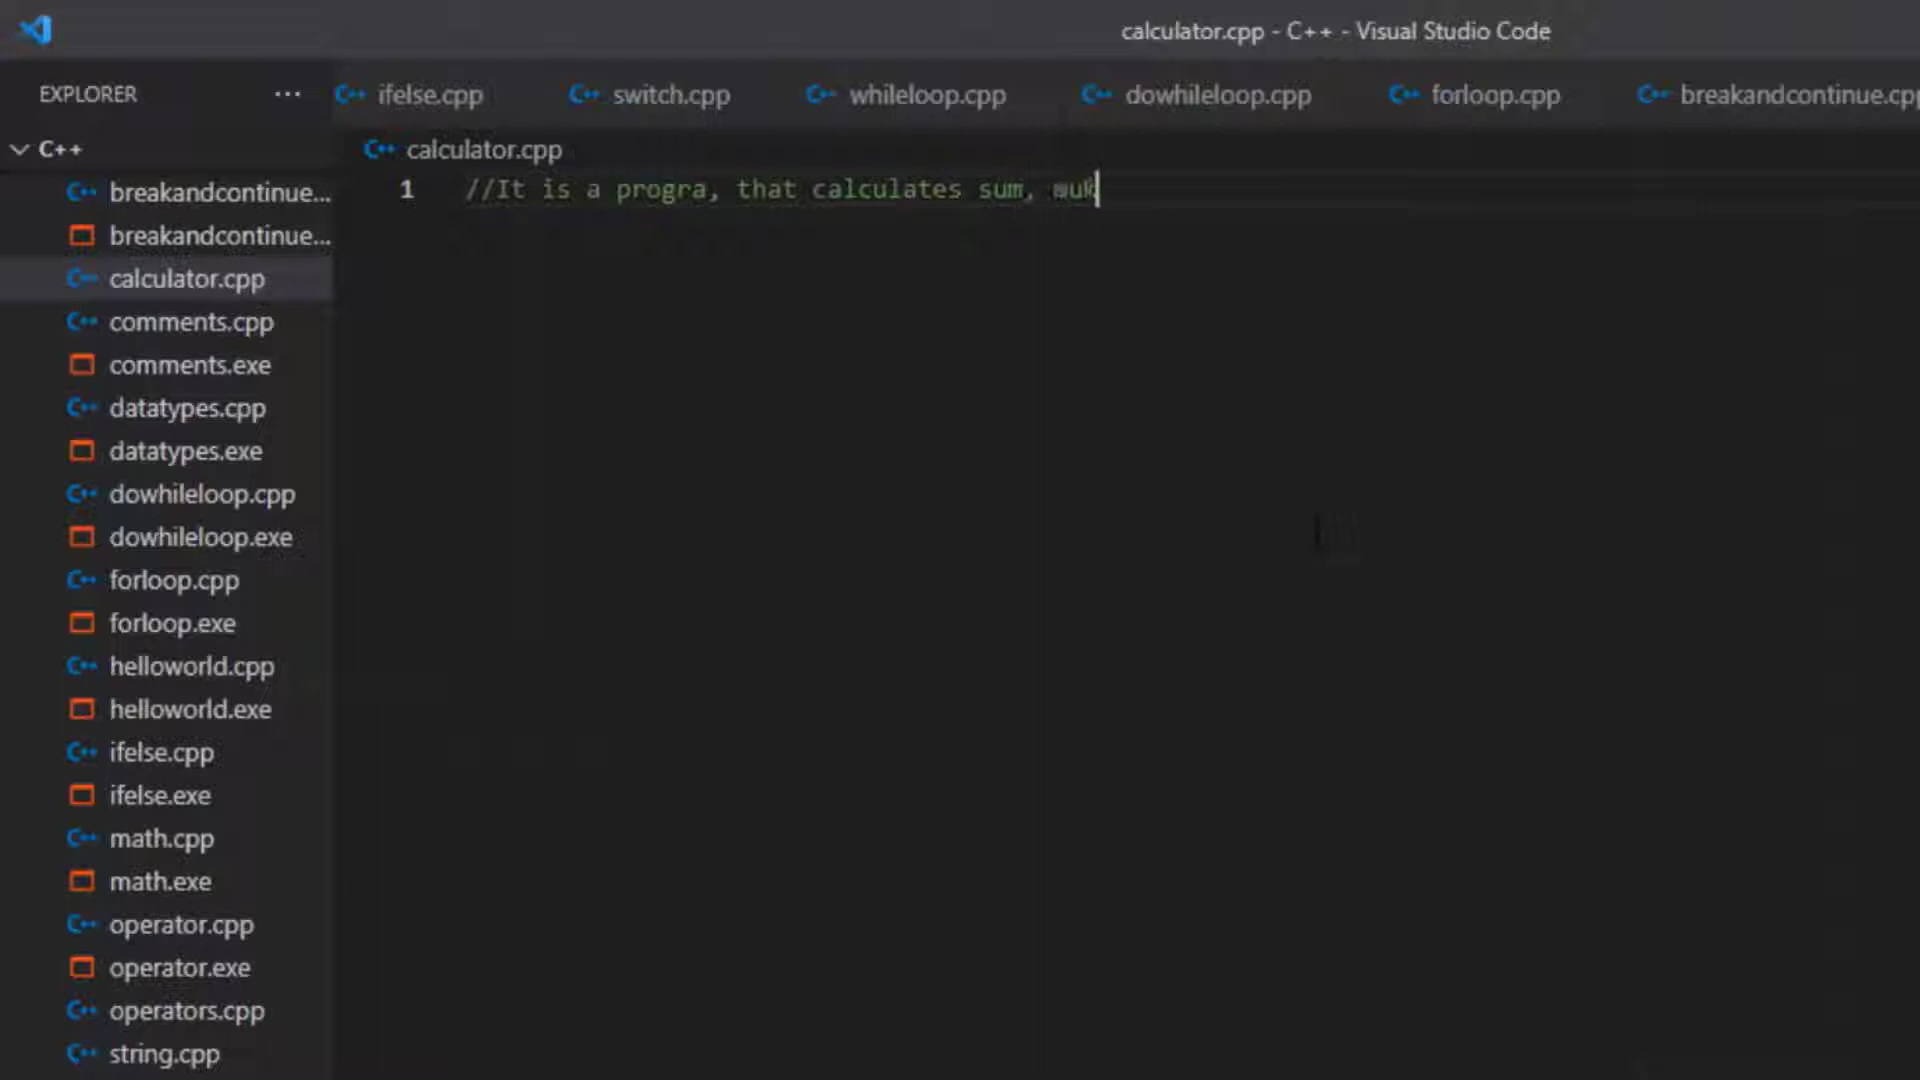 calculator.cpp - C++ - Visual Studio Code
EXPLORER ··· ifelse.cpp switch.cpp whileloop.cpp dowhileloop.cpp forloop.cpp breakandcontinue.cpp
C++
calculator.cpp
1 //It is a progra, that calculates sum,
breakandcontinue...
breakandcontinue...
calculator.cpp
comments.cpp
comments.exe
datatypes.cpp
datatypes.exe
dowhileloop.cpp
dowhileloop.exe
forloop.cpp
forloop.exe
helloworld.cpp
helloworld.exe
ifelse.cpp
ifelse.exe
math.cpp
math.exe
operator.cpp
operator.exe
operators.cpp
string.cpp